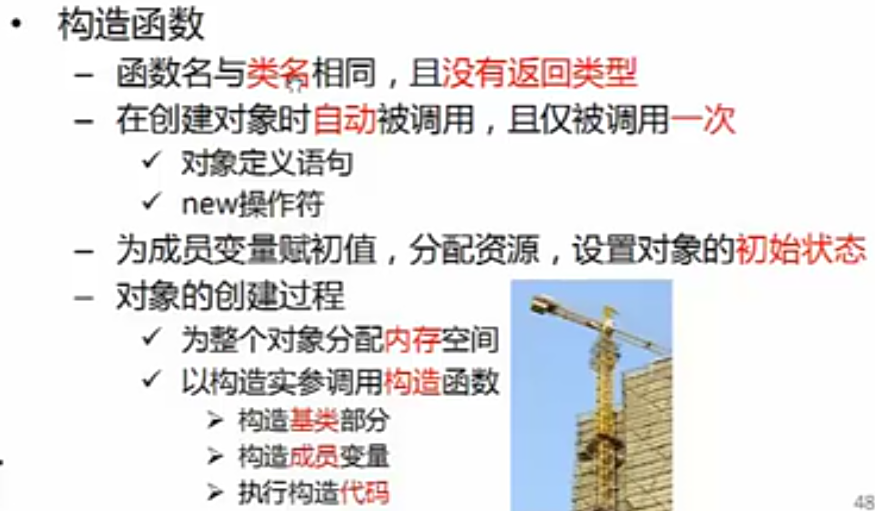 • 构造函数
– 函数名与类名相同，且没有返回类型
– 在创建对象时自动被调用，且仅被调用一次
✓ 对象定义语句
✓ new操作符
– 为成员变量赋初值，分配资源，设置对象的初始状态
– 对象的创建过程
✓ 为整个对象分配内存空间
✓ 以构造实参调用构造函数
➢ 构造基类部分
➢ 构造成员变量
➢ 执行构造代码
48